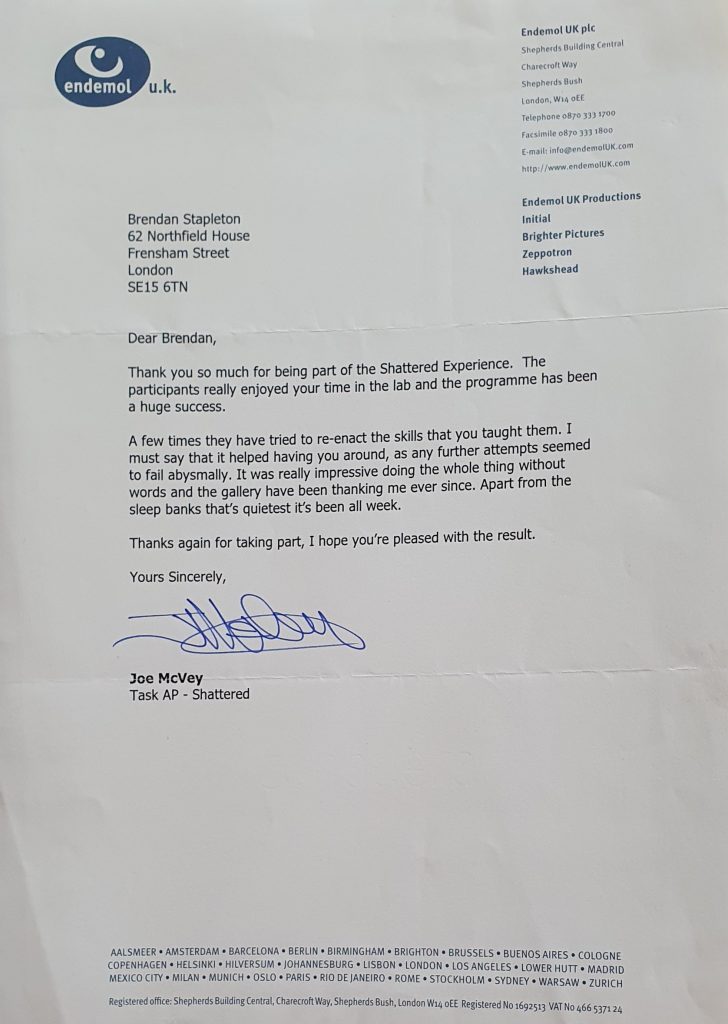 endemol u.k.
Endemol UK plc
Shepherds Building Central
Charecroft Way
Shepherds Bush
London, W14 0EE
Telephone 0870 333 1700
Facsimile 0870 333 1800
E-mail: info@endemolUK.com
http://www.endemolUK.com
Endemol UK Productions
Initial
Brighter Pictures
Zeppotron
Hawkshead
Brendan Stapleton
62 Northfield House
Frensham Street
London
SE15 6TN
Dear Brendan,
Thank you so much for being part of the Shattered Experience. The
participants really enjoyed your time in the lab and the programme has been
a huge success.
A few times they have tried to re-enact the skills that you taught them. I
must say that it helped having you around, as any further attempts seemed
to fail abysmally. It was really impressive doing the whole thing without
words and the gallery have been thanking me ever since. Apart from the
sleep banks that's quietest it's been all week.
Thanks again for taking part, I hope you're pleased with the result.
Yours Sincerely,
Joe McVey
Task AP - Shattered
AALSMEER • AMSTERDAM • BARCELONA • BERLIN • BIRMINGHAM • BRIGHTON • BRUSSELS • BUENOS AIRES • COLOGNE
COPENHAGEN • HELSINKI • HILVERSUM • JOHANNESBURG • LISBON • LONDON • LOS ANGELES • LOWER HUTT • MADRID
MEXICO CITY • MILAN • MUNICH • OSLO • PARIS • RIO DE JANEIRO • ROME • STOCKHOLM • SYDNEY • WARSAW • ZURICH
Registered office: Shepherds Building Central, Charecroft Way, Shepherds Bush, London W14 0EE Registered No 1692513 VAT No 466 5371 24